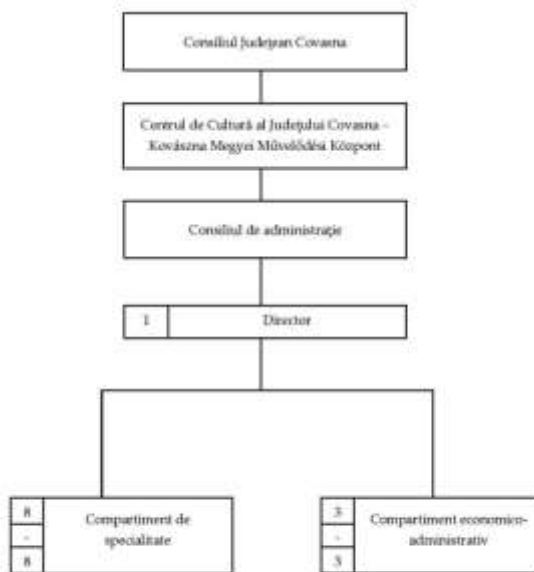 Consiliul Județean Covasna
Centrul de Cultură al Județului Covasna –
Kovászna Megyei Művelődési Központ
Consiliul de administrație
1 Director
8
-
8
Compartiment de
specialitate
3
-
3
Compartiment economico-
administrativ